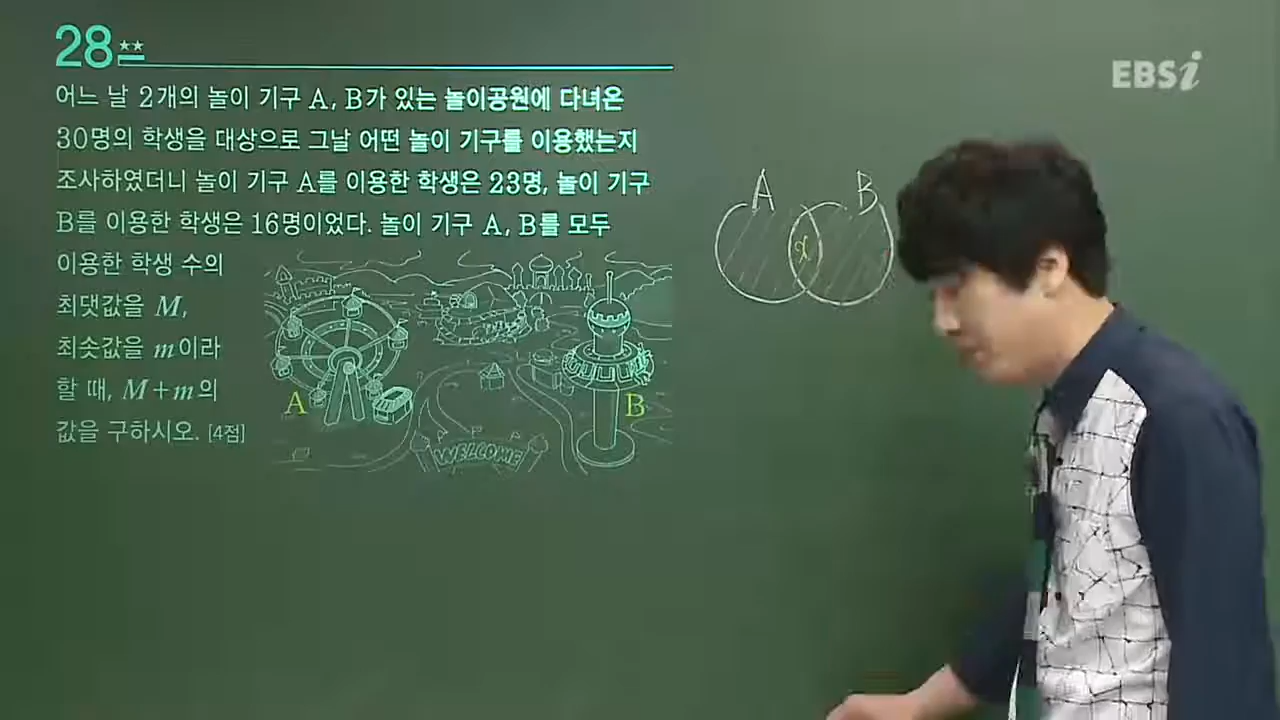 28
어느 날 2개의 놀이 기구 A, B가 있는 놀이공원에 다녀온
30명의 학생을 대상으로 그날 어떤 놀이 기구를 이용했는지
조사하였더니 놀이 기구 A를 이용한 학생은 23명, 놀이 기구
B를 이용한 학생은 16명이었다. 놀이 기구 A, B를 모두
이용한 학생 수의
최댓값을 M,
최솟값을 m이라
할 때, M+m의
값을 구하시오. [4점]
A
B
WELCOME
A B
x
EBSi